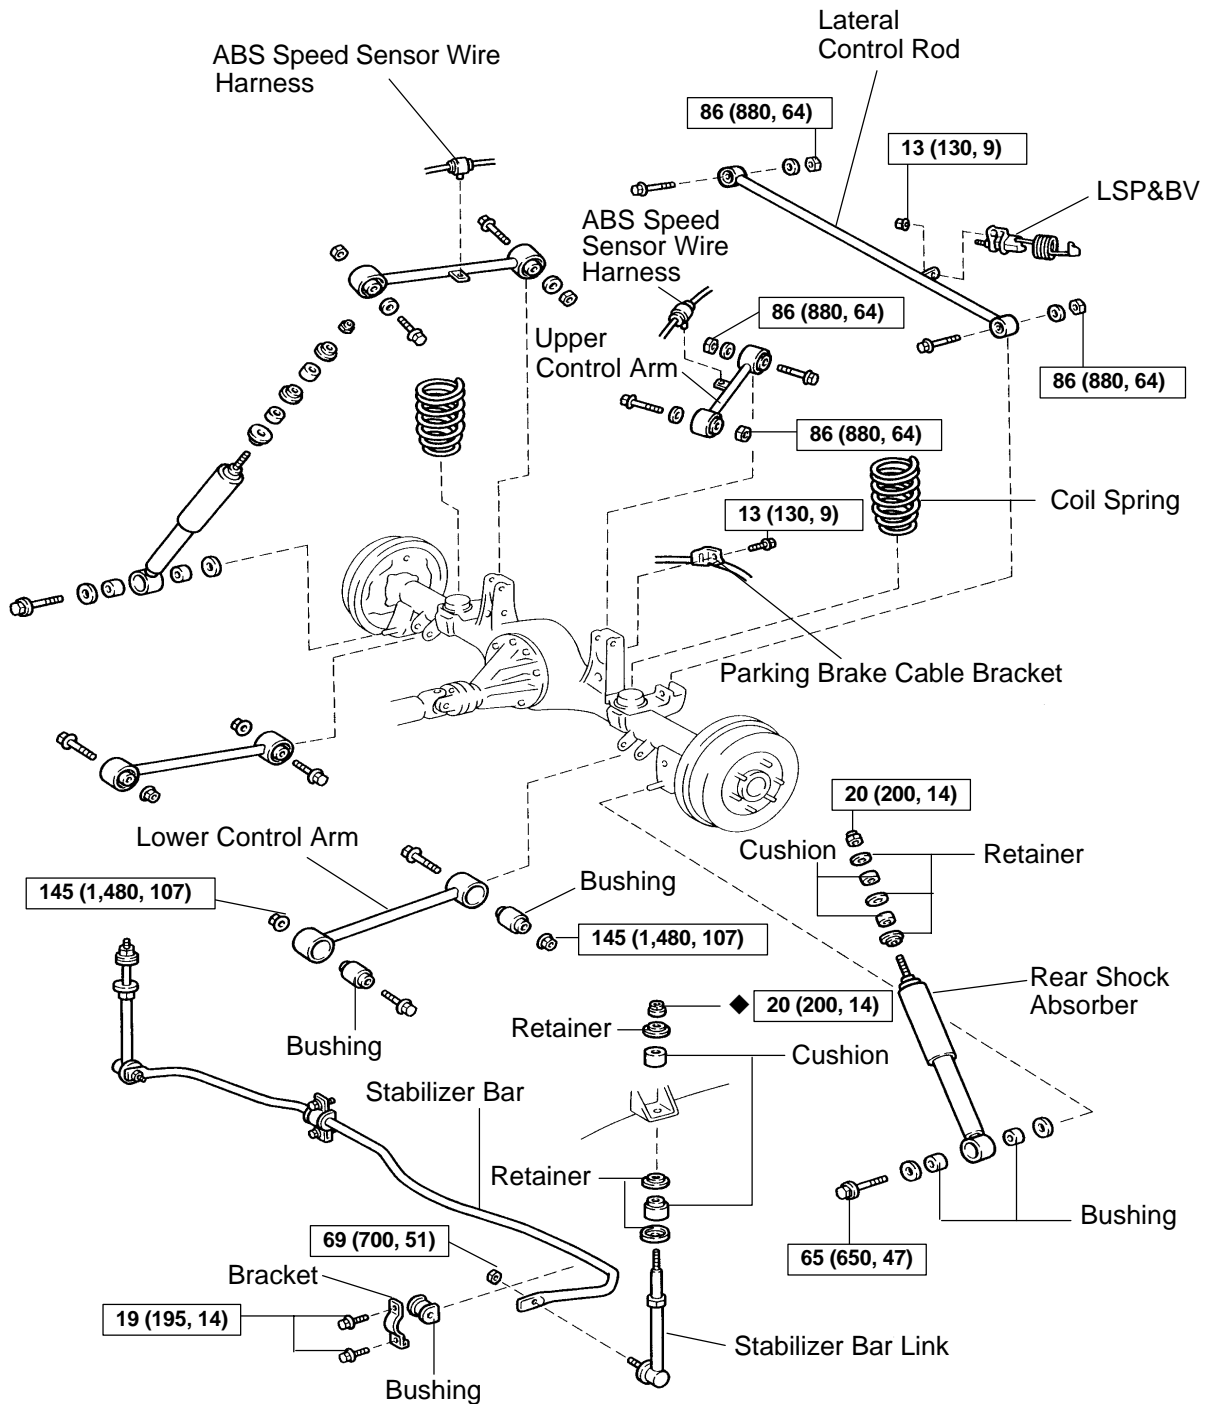 Lateral
Control Rod
ABS Speed Sensor Wire
Harness
86 (880, 64)
13 (130, 9)
LSP&BV
ABS Speed
Sensor Wire
Harness
86 (880, 64)
Upper
Control Arm
86 (880, 64)
86 (880, 64)
Coil Spring
13 (130, 9)
Parking Brake Cable Bracket
20 (200, 14)
Lower Control Arm
Cushion
Retainer
145 (1,480, 107)
Bushing
145 (1,480, 107)
Rear Shock
Absorber
◆ 20 (200, 14)
Retainer
Bushing
Cushion
Stabilizer Bar
Retainer
Bushing
69 (700, 51)
65 (650, 47)
Bracket
19 (195, 14)
Stabilizer Bar Link
Bushing